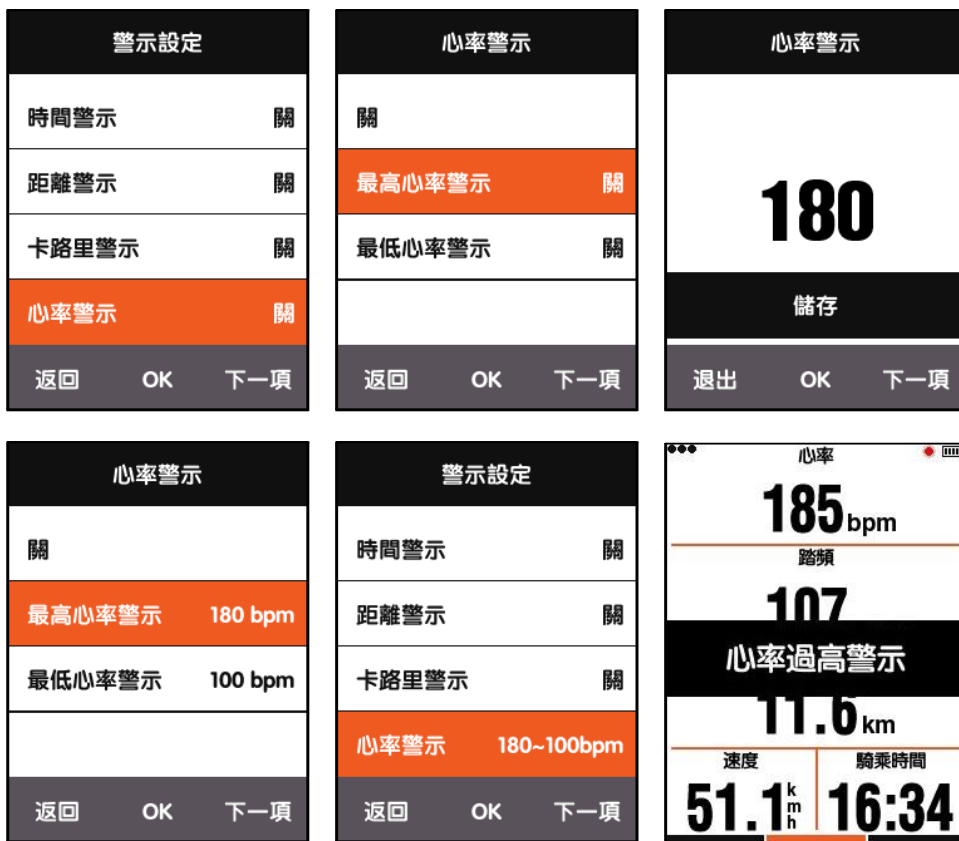 警示設定
時間警示 關
距離警示 關
卡路里警示 關
心率警示 關
返回 OK 下一項
心率警示
關
最高心率警示 關
最低心率警示 關
返回 OK 下一項
心率警示
180
儲存
退出 OK 下一項
心率警示
關
最高心率警示 180 bpm
最低心率警示 100 bpm
返回 OK 下一項
警示設定
時間警示 關
距離警示 關
卡路里警示 關
心率警示 180~100bpm
返回 OK 下一項
心率
185 bpm
踏頻
107
心率過高警示
11.6 km
速度 騎乘時間
51.1 kmh 16:34